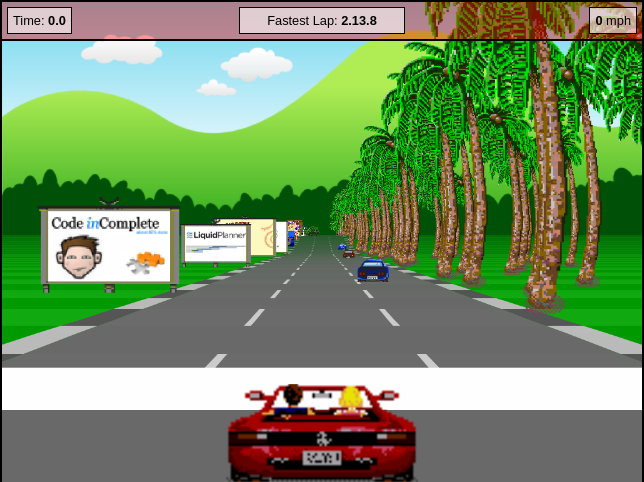 Time: 0.0
Fastest Lap: 2.13.8
0 mph
Code inComplete
LiquidPlanner